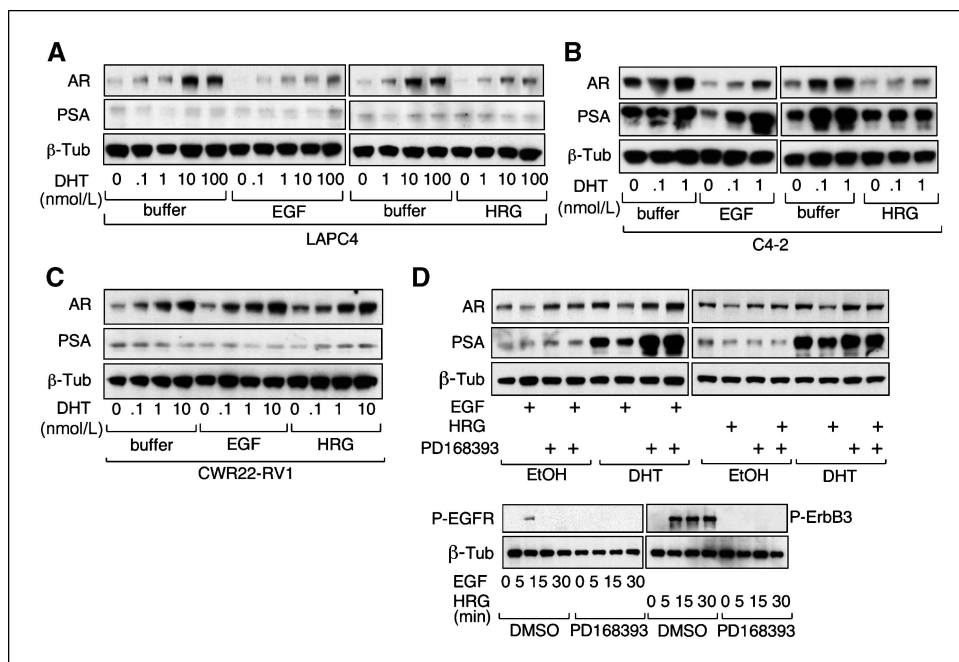 A
AR
PSA
β-Tub
DHT 0 .1 1 10 100 0 .1 1 10 100 0 1 10 100 0 1 10 100
(nmol/L)
buffer EGF buffer HRG
LAPC4
B
AR
PSA
β-Tub
DHT 0 .1 1 0 .1 1 0 .1 1 0 .1 1
(nmol/L)
buffer EGF buffer HRG
C4-2
C
AR
PSA
β-Tub
DHT 0 .1 1 10 0 .1 1 10 0 .1 1 10
(nmol/L)
buffer EGF HRG
CWR22-RV1
D
AR
PSA
β-Tub
EGF + + + +
HRG + + + +
PD168393 + + + + + + + +
EtOH DHT EtOH DHT
P-EGFR P-ErbB3
β-Tub
EGF 0 5 15 30 0 5 15 30
HRG 0 5 15 30 0 5 15 30
(min)
DMSO PD168393 DMSO PD168393